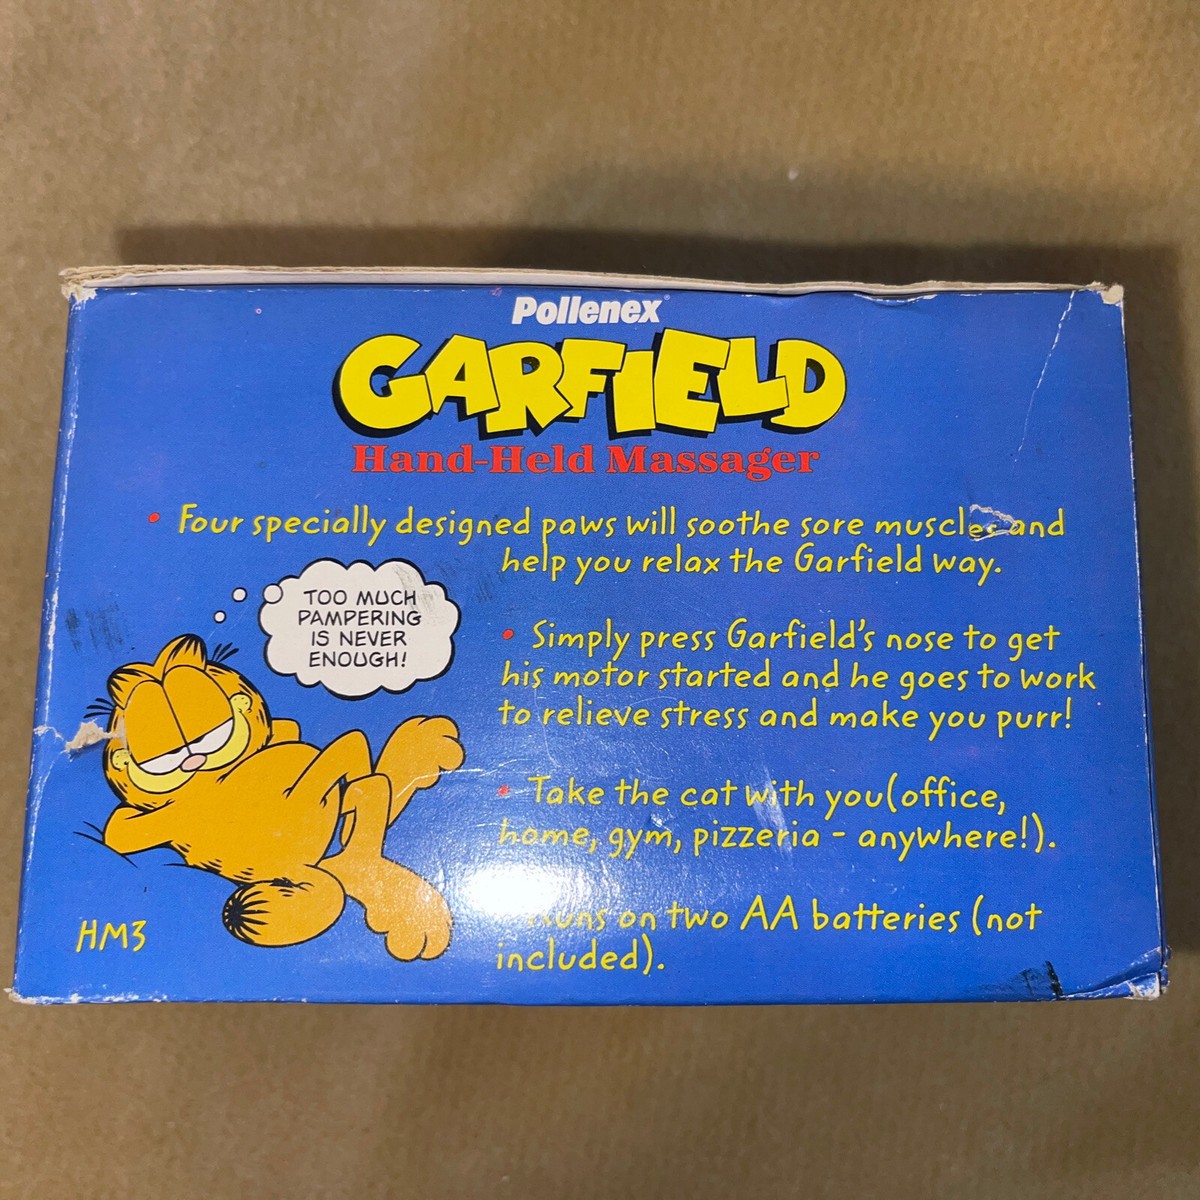 Pollenex®
GARFIELD
Hand-Held Massager
• Four specially designed paws will soothe sore muscles and
help you relax the Garfield way.
TOO MUCH
PAMPERING
IS NEVER
ENOUGH!
• Simply press Garfield's nose to get
his motor started and he goes to work
to relieve stress and make you purr!
• Take the cat with you(office,
home, gym, pizzeria - anywhere!).
Runs on two AA batteries (not
included).
HM3